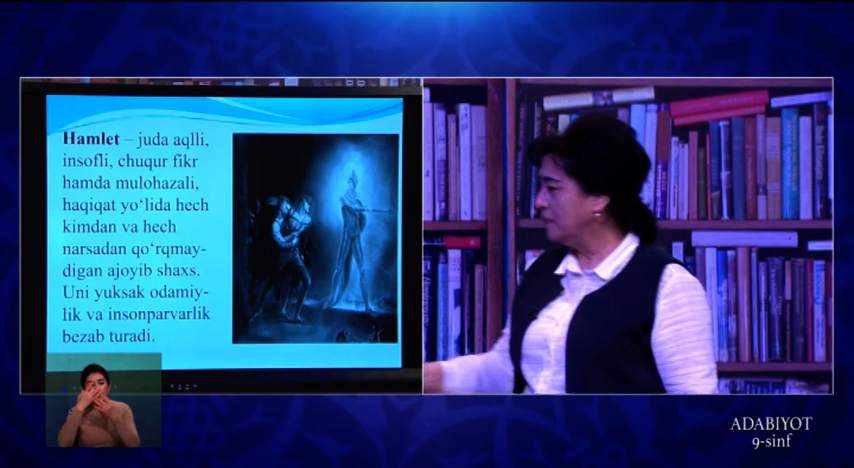 Hamlet – juda aqlli,
insofli, chuqur fikr
hamda mulohazali,
haqiqat yo‘lida hech
kimdan va hech
narsadan qo‘rqmay-
digan ajoyib shaxs.
Uni yuksak odamiy-
lik va insonparvarlik
bezab turadi.
ADABIYOT
9-sinf